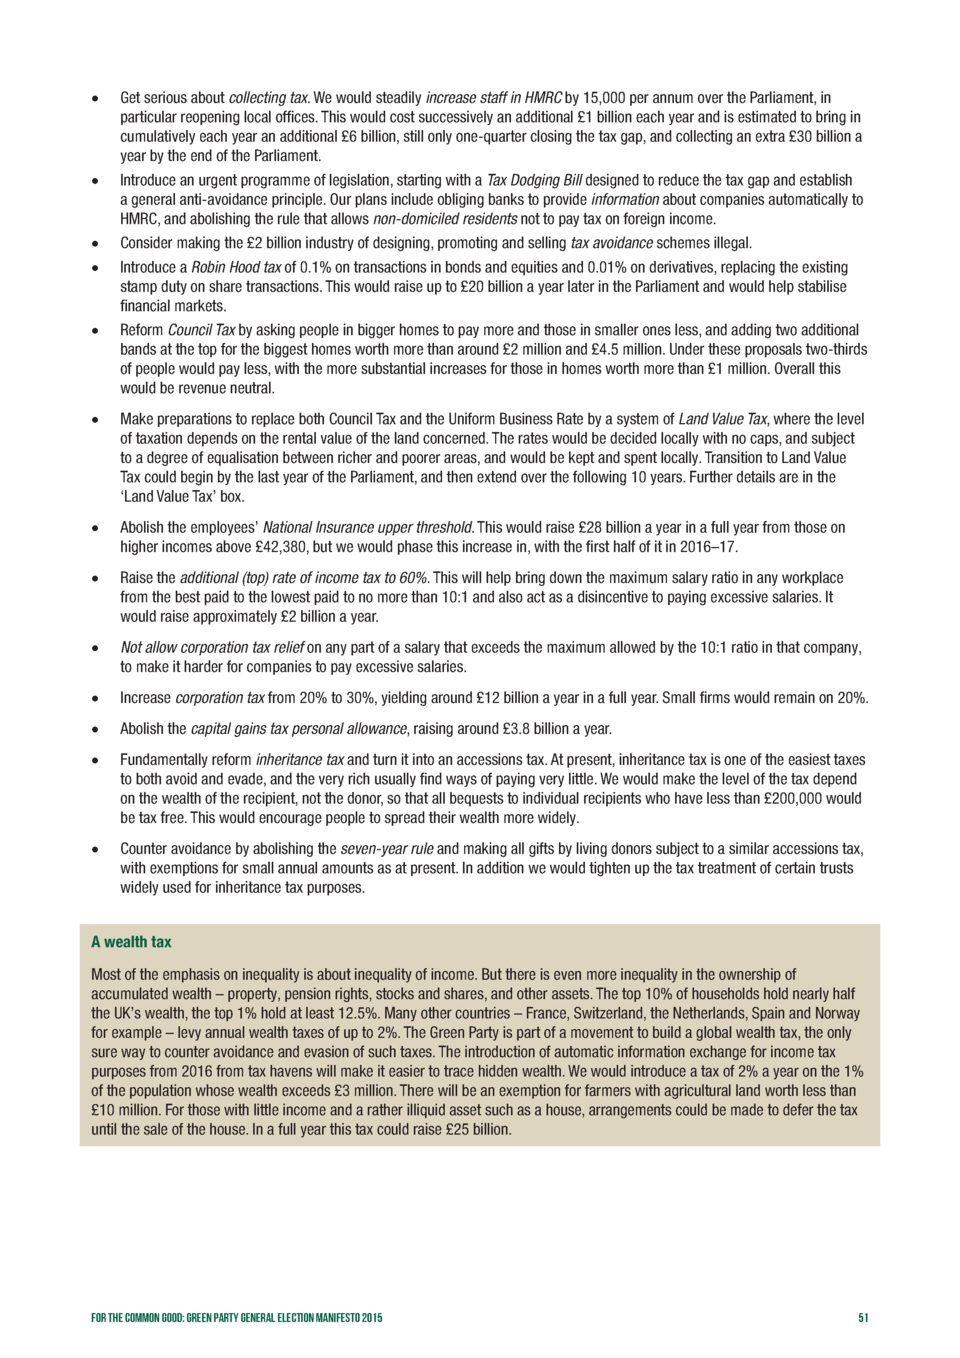 • Get serious about collecting tax. We would steadily increase staff in HMRC by 15,000 per annum over the Parliament, in
particular reopening local offices. This would cost successively an additional £1 billion each year and is estimated to bring in
cumulatively each year an additional £6 billion, still only one-quarter closing the tax gap, and collecting an extra £30 billion a
year by the end of the Parliament.
• Introduce an urgent programme of legislation, starting with a Tax Dodging Bill designed to reduce the tax gap and establish
a general anti-avoidance principle. Our plans include obliging banks to provide information about companies automatically to
HMRC, and abolishing the rule that allows non-domiciled residents not to pay tax on foreign income.
• Consider making the £2 billion industry of designing, promoting and selling tax avoidance schemes illegal.
• Introduce a Robin Hood tax of 0.1% on transactions in bonds and equities and 0.01% on derivatives, replacing the existing
stamp duty on share transactions. This would raise up to £20 billion a year later in the Parliament and would help stabilise
financial markets.
• Reform Council Tax by asking people in bigger homes to pay more and those in smaller ones less, and adding two additional
bands at the top for the biggest homes worth more than around £2 million and £4.5 million. Under these proposals two-thirds
of people would pay less, with the more substantial increases for those in homes worth more than £1 million. Overall this
would be revenue neutral.
• Make preparations to replace both Council Tax and the Uniform Business Rate by a system of Land Value Tax, where the level
of taxation depends on the rental value of the land concerned. The rates would be decided locally with no caps, and subject
to a degree of equalisation between richer and poorer areas, and would be kept and spent locally. Transition to Land Value
Tax could begin by the last year of the Parliament, and then extend over the following 10 years. Further details are in the
‘Land Value Tax’ box.
• Abolish the employees’ National Insurance upper threshold. This would raise £28 billion a year in a full year from those on
higher incomes above £42,380, but we would phase this increase in, with the first half of it in 2016–17.
• Raise the additional (top) rate of income tax to 60%. This will help bring down the maximum salary ratio in any workplace
from the best paid to the lowest paid to no more than 10:1 and also act as a disincentive to paying excessive salaries. It
would raise approximately £2 billion a year.
• Not allow corporation tax relief on any part of a salary that exceeds the maximum allowed by the 10:1 ratio in that company,
to make it harder for companies to pay excessive salaries.
• Increase corporation tax from 20% to 30%, yielding around £12 billion a year in a full year. Small firms would remain on 20%.
• Abolish the capital gains tax personal allowance, raising around £3.8 billion a year.
• Fundamentally reform inheritance tax and turn it into an accessions tax. At present, inheritance tax is one of the easiest taxes
to both avoid and evade, and the very rich usually find ways of paying very little. We would make the level of the tax depend
on the wealth of the recipient, not the donor, so that all bequests to individual recipients who have less than £200,000 would
be tax free. This would encourage people to spread their wealth more widely.
• Counter avoidance by abolishing the seven-year rule and making all gifts by living donors subject to a similar accessions tax,
with exemptions for small annual amounts as at present. In addition we would tighten up the tax treatment of certain trusts
widely used for inheritance tax purposes.
A wealth tax
Most of the emphasis on inequality is about inequality of income. But there is even more inequality in the ownership of
accumulated wealth – property, pension rights, stocks and shares, and other assets. The top 10% of households hold nearly half
the UK’s wealth, the top 1% hold at least 12.5%. Many other countries – France, Switzerland, the Netherlands, Spain and Norway
for example – levy annual wealth taxes of up to 2%. The Green Party is part of a movement to build a global wealth tax, the only
sure way to counter avoidance and evasion of such taxes. The introduction of automatic information exchange for income tax
purposes from 2016 from tax havens will make it easier to trace hidden wealth. We would introduce a tax of 2% a year on the 1%
of the population whose wealth exceeds £3 million. There will be an exemption for farmers with agricultural land worth less than
£10 million. For those with little income and a rather illiquid asset such as a house, arrangements could be made to defer the tax
until the sale of the house. In a full year this tax could raise £25 billion.
FOR THE COMMON GOOD: GREEN PARTY GENERAL ELECTION MANIFESTO 2015 51